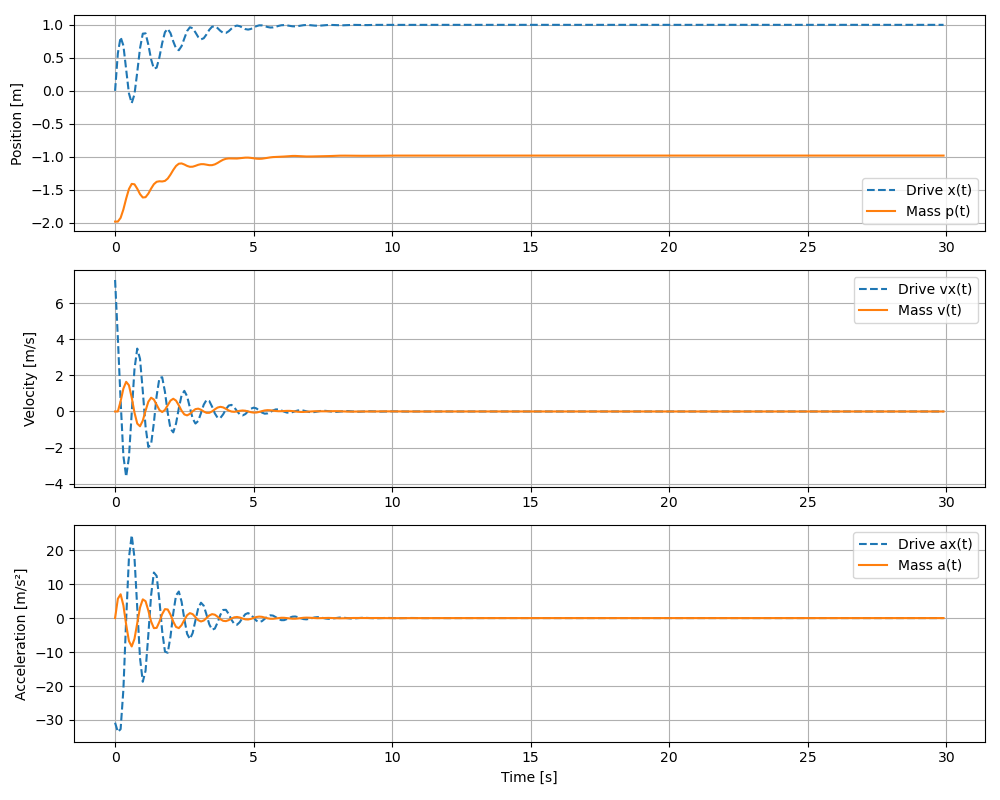 1.0
0.5
0.0
−0.5
−1.0
−1.5
−2.0
Position [m]
Drive x(t)
Mass p(t)
0 5 10 15 20 25 30
6
4
2
0
−2
−4
Velocity [m/s]
Drive vx(t)
Mass v(t)
0 5 10 15 20 25 30
20
10
0
−10
−20
−30
Acceleration [m/s²]
Drive ax(t)
Mass a(t)
0 5 10 15 20 25 30
Time [s]